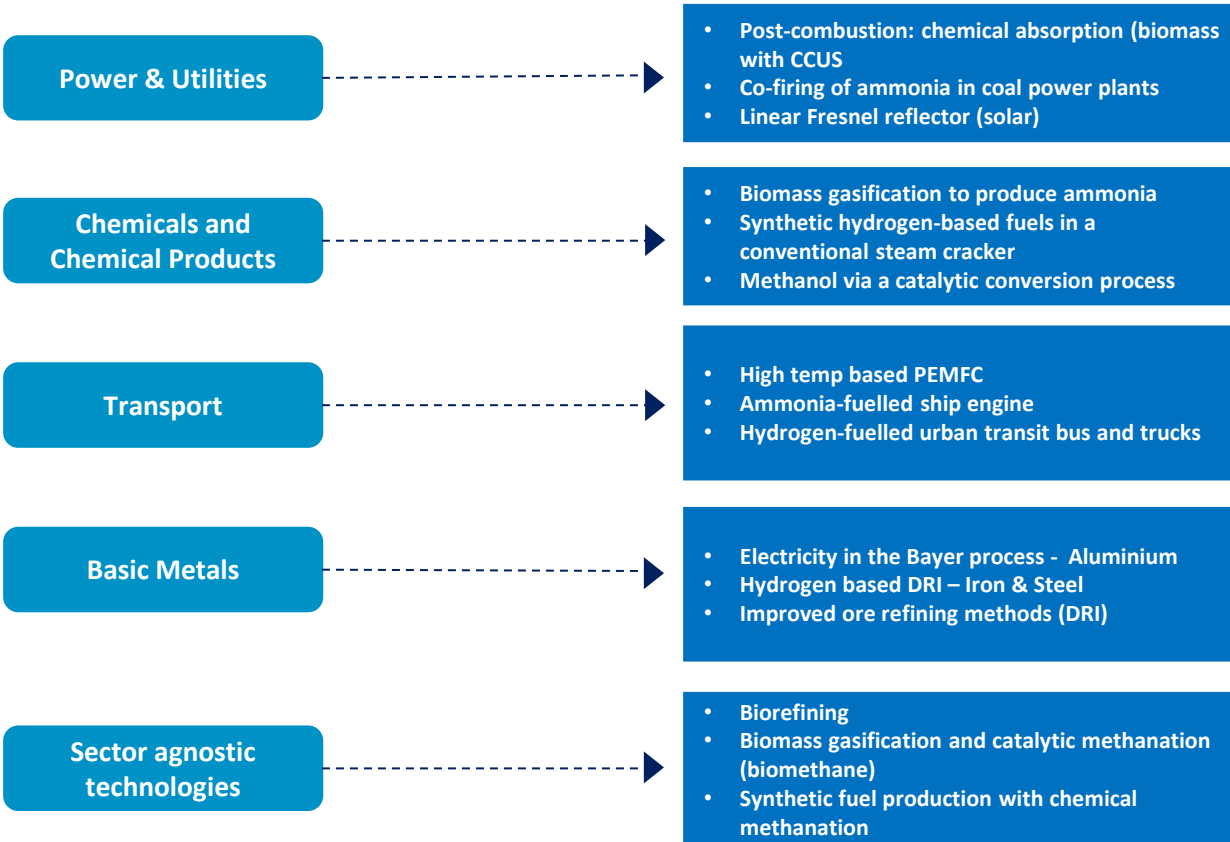 Power & Utilities
• Post-combustion: chemical absorption (biomass
with CCUS
• Co-firing of ammonia in coal power plants
• Linear Fresnel reflector (solar)
Chemicals and
Chemical Products
• Biomass gasification to produce ammonia
• Synthetic hydrogen-based fuels in a
conventional steam cracker
• Methanol via a catalytic conversion process
Transport
• High temp based PEMFC
• Ammonia-fuelled ship engine
• Hydrogen-fuelled urban transit bus and trucks
Basic Metals
• Electricity in the Bayer process - Aluminium
• Hydrogen based DRI – Iron & Steel
• Improved ore refining methods (DRI)
Sector agnostic
technologies
• Biorefining
• Biomass gasification and catalytic methanation
(biomethane)
• Synthetic fuel production with chemical
methanation